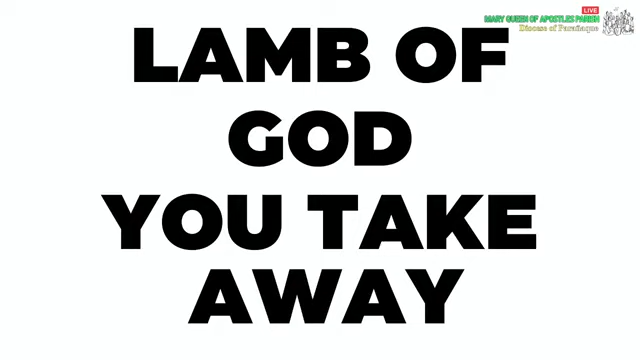 LIVE
MARY QUEEN OF APOSTLES PARISH
Diocese of Parañaque
LAMB OF
GOD
YOU TAKE
AWAY